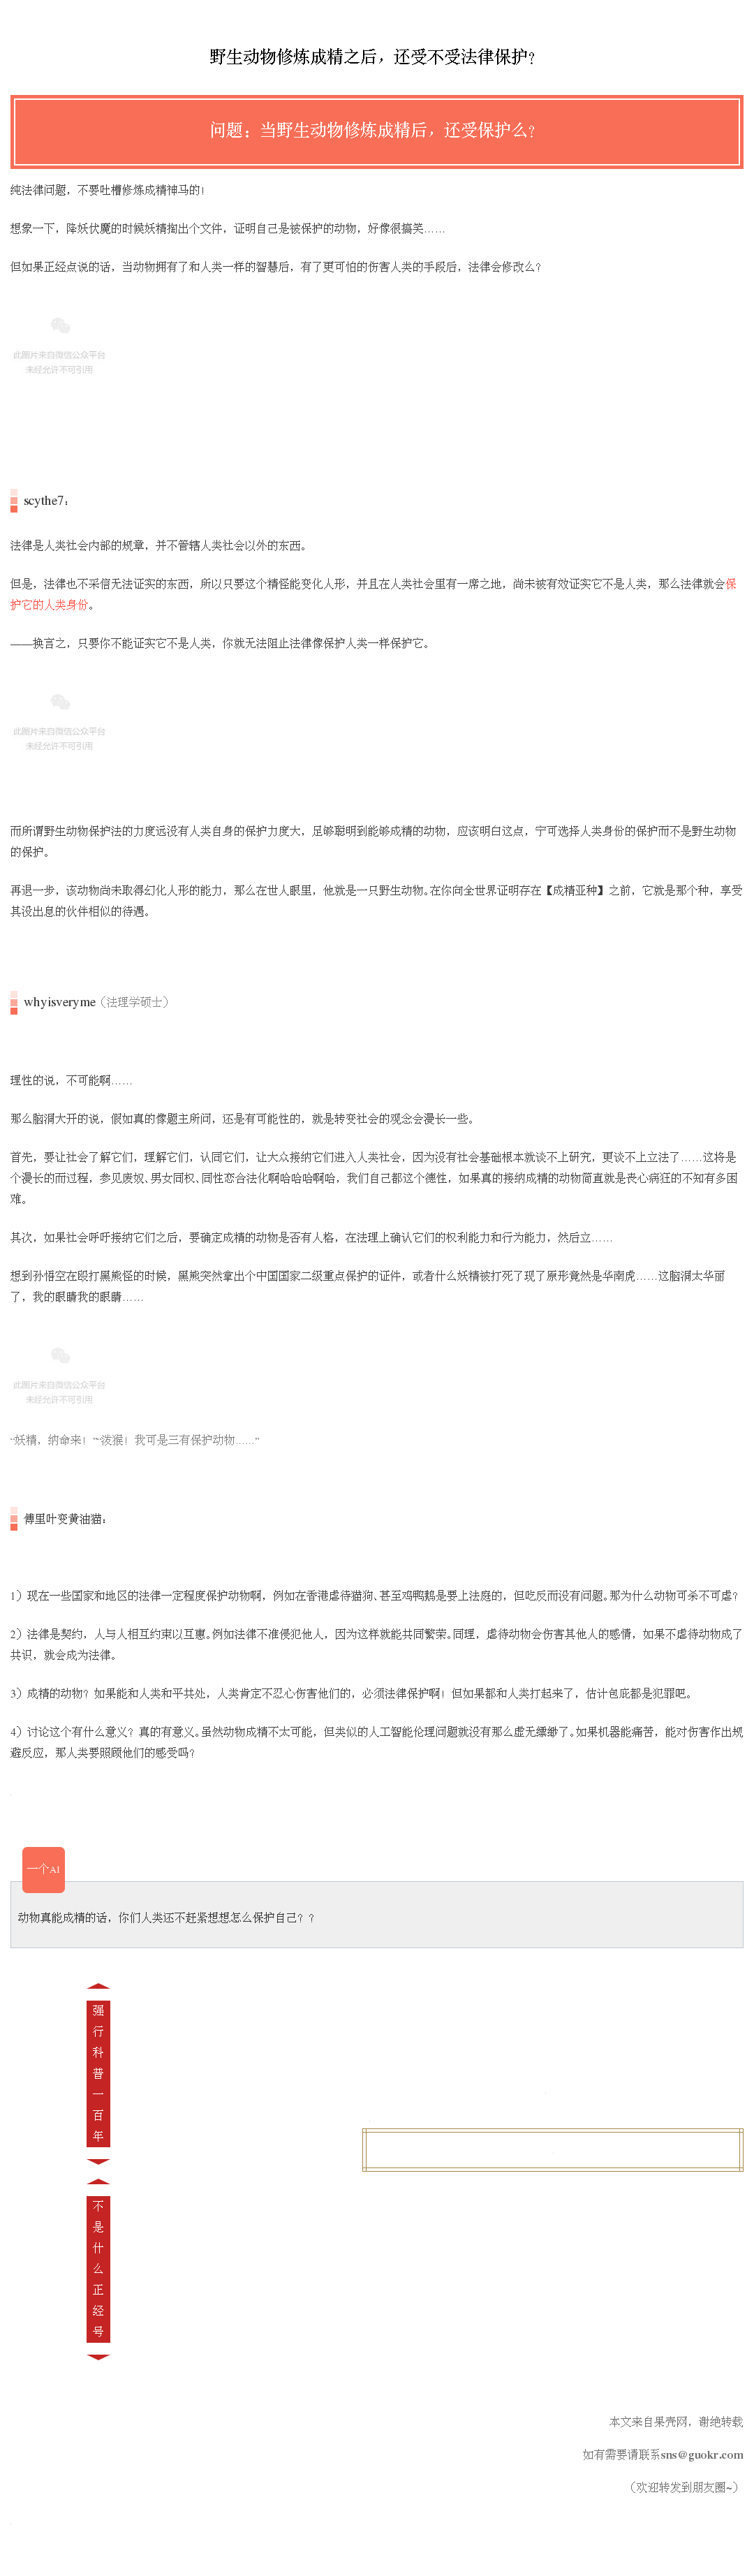 野生动物修炼成精之后，还受不受法律保护？
问题：当野生动物修炼成精后，还受保护么？
纯法律问题，不要吐槽修炼成精神马的！
想象一下，降妖伏魔的时候妖精掏出个文件，证明自己是被保护的动物，好像很搞笑……
但如果正经点说的话，当动物拥有了和人类一样的智慧后，有了更可怕的伤害人类的手段后，法律会修改么？
此图片来自微信公众平台
未经允许不可引用
scythe7：
法律是人类社会内部的规章，并不管辖人类社会以外的东西。
但是，法律也不采信无法证实的东西，所以只要这个精怪能变化人形，并且在人类社会里有一席之地，尚未被有效证实它不是人类，那么法律就会保
护它的人类身份。
——换言之，只要你不能证实它不是人类，你就无法阻止法律像保护人类一样保护它。
此图片来自微信公众平台
未经允许不可引用
而所谓野生动物保护法的力度远没有人类自身的保护力度大，足够聪明到能够成精的动物，应该明白这点，宁可选择人类身份的保护而不是野生动物
的保护。
再退一步，该动物尚未取得幻化人形的能力，那么在世人眼里，他就是一只野生动物。在你向全世界证明存在【成精亚种】之前，它就是那个种，享受
其没出息的伙伴相似的待遇。
whyisveryme（法理学硕士）
理性的说，不可能啊……
那么脑洞大开的说，假如真的像题主所问，还是有可能性的，就是转变社会的观念会漫长一些。
首先，要让社会了解它们，理解它们，认同它们，让大众接纳它们进入人类社会，因为没有社会基础根本就谈不上研究，更谈不上立法了……这将是
个漫长的而过程，参见废奴、男女同权、同性恋合法化啊哈哈哈啊哈，我们自己都这个德性，如果真的接纳成精的动物简直就是丧心病狂的不知有多困
难。
其次，如果社会呼呼接纳它们之后，要确定成精的动物是否有人格，在法理上确认它们的权利能力和行为能力，然后立……
想到孙悟空在殴打黑熊怪的时候，黑熊突然拿出个中国国家二级重点保护的证件，或者什么妖精被打死了现了原形竟然是华南虎……这脑洞太华丽
了，我的眼睛我的眼睛……
此图片来自微信公众平台
未经允许不可引用
“妖精，纳命来！”“泼猴！我可是三有保护动物……”
傅里叶变黄油猫：
1）现在一些国家和地区的法律一定程度保护动物啊，例如在香港虐待猫狗、甚至鸡鸭鹅是要上法庭的，但吃反而没有问题。那为什么动物可杀不可虐？
2）法律是契约，人与人相互约束以互惠。例如法律不准侵犯他人，因为这样就能共同繁荣。同理，虐待动物会伤害其他人的感情，如果不虐待动物成了
共识，就会成为法律。
3）成精的动物？如果能和人类和平共处，人类肯定不忍心伤害他们的，必须法律保护啊！但如果都和人类打起来了，估计包庇都是犯罪吧。
4）讨论这个有什么意义？真的有意义。虽然动物成精不太可能，但类似的人工智能伦理问题就没有那么虚无缥缈了。如果机器能痛苦，能对伤害作出规
避反应，那人类要照顾他们的感受吗？
一个AI
动物真能成精的话，你们人类还不赶紧想想怎么保护自己？？
强行科普一百年
不是什么正经号
本文来自果壳网，谢绝转载
如有需要请联系sns@guokr.com
（欢迎转发到朋友圈~）